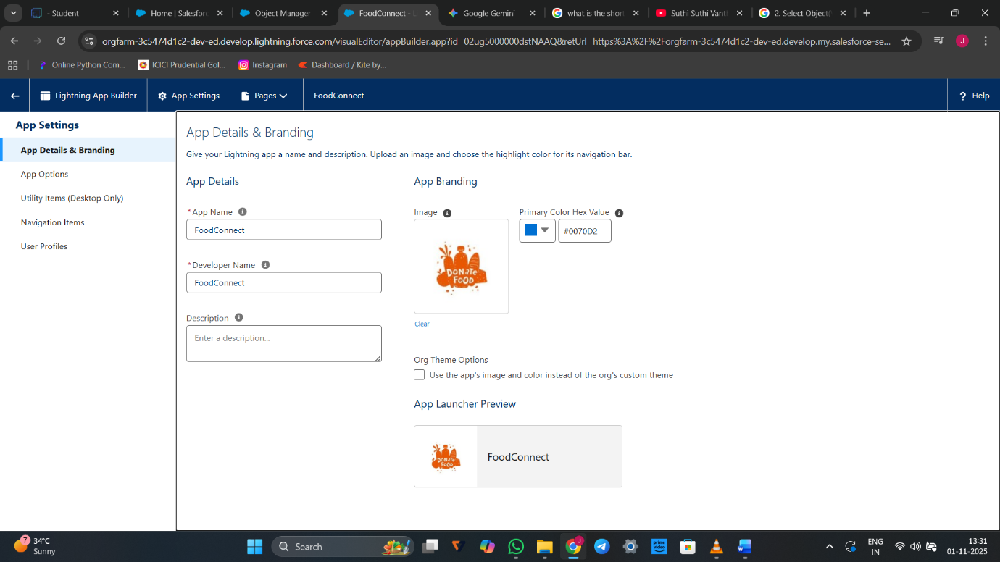 - Student
Home | Salesforc
Object Manager
FoodConnect - L
Google Gemini
what is the short
Suthi Suthi Vanth
2. Select Object(
orgfarm-3c5474d1c2-dev-ed.develop.lightning.force.com/visualEditor/appBuilder.app?id=02ug5000000dstNAAQ&retUrl=https%3A%2F%2Forgfarm-3c5474d1c2-dev-ed.develop.my.salesforce-se...
J
Online Python Com...
ICICI Prudential Gol...
Instagram
Dashboard / Kite by...
Lightning App Builder
App Settings
Pages
FoodConnect
? Help
App Settings
App Details & Branding
App Options
Utility Items (Desktop Only)
Navigation Items
User Profiles
App Details & Branding
Give your Lightning app a name and description. Upload an image and choose the highlight color for its navigation bar.
App Details
* App Name
FoodConnect
* Developer Name
FoodConnect
Description
Enter a description...
App Branding
Image
DONATE
FOOD
Clear
Primary Color Hex Value
#0070D2
Org Theme Options
Use the app's image and color instead of the org's custom theme
App Launcher Preview
DONATE
FOOD
FoodConnect
7
34°C
Sunny
Search
J
prime video
ENG
IN
13:31
01-11-2025